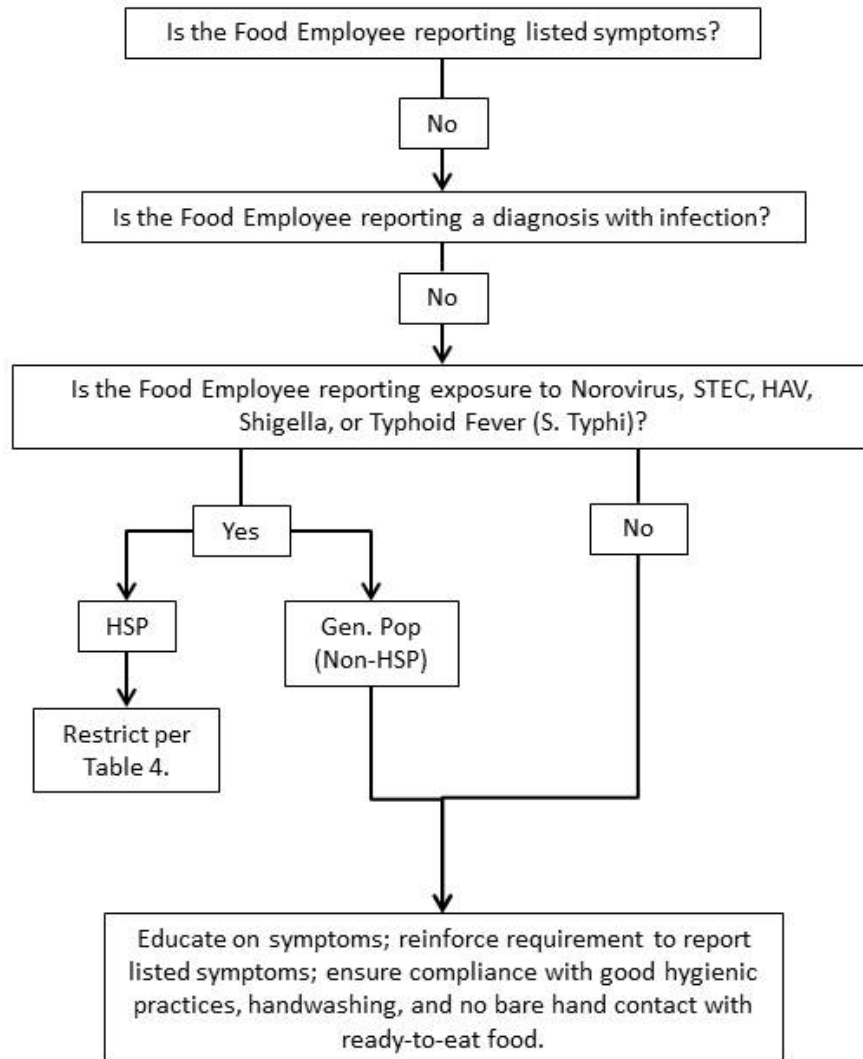 Is the Food Employee reporting listed symptoms?
No
Is the Food Employee reporting a diagnosis with infection?
No
Is the Food Employee reporting exposure to Norovirus, STEC, HAV,
Shigella, or Typhoid Fever (S. Typhi)?
Yes
No
HSP
Gen. Pop
(Non-HSP)
Restrict per
Table 4.
Educate on symptoms; reinforce requirement to report
listed symptoms; ensure compliance with good hygienic
practices, handwashing, and no bare hand contact with
ready-to-eat food.